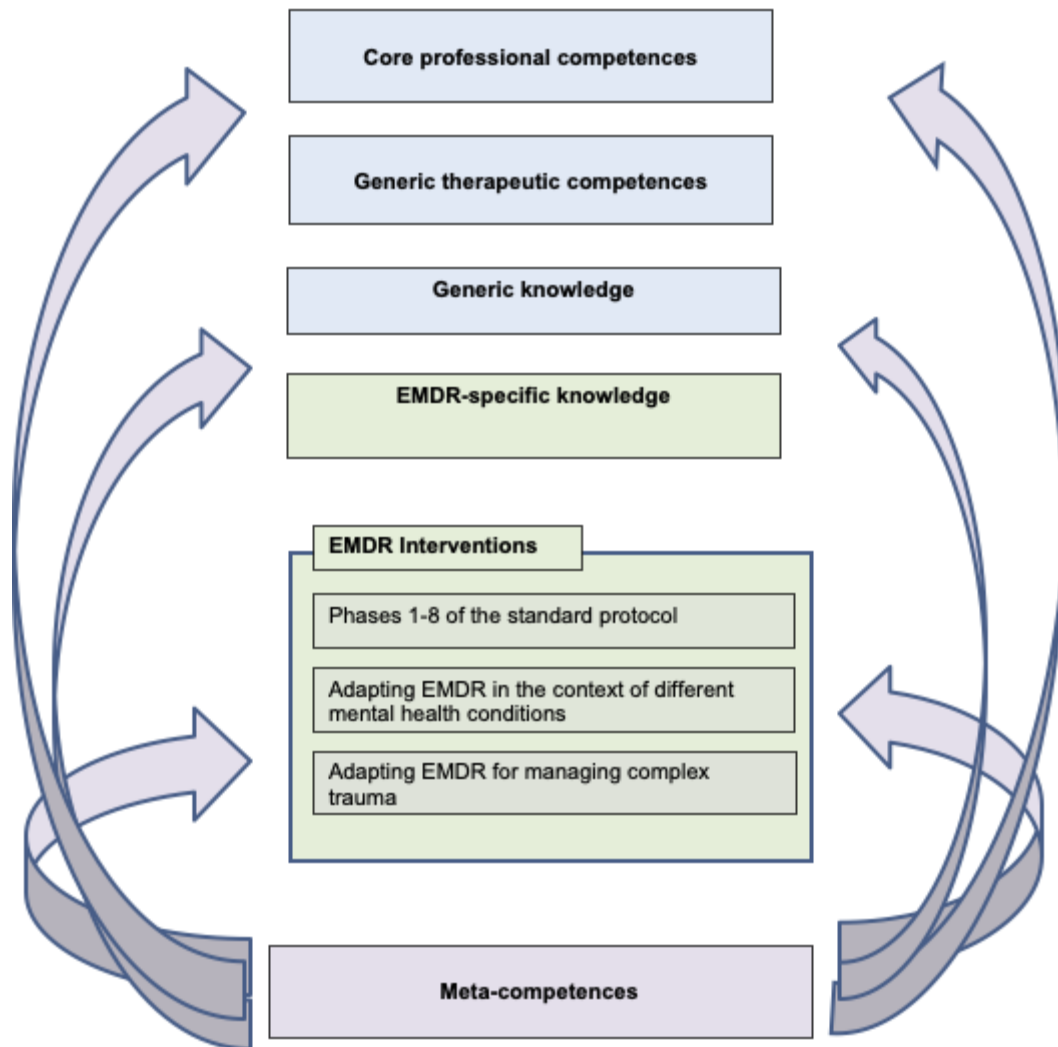 Core professional competences
Generic therapeutic competences
Generic knowledge
EMDR-specific knowledge
EMDR Interventions
Phases 1-8 of the standard protocol
Adapting EMDR in the context of different
mental health conditions
Adapting EMDR for managing complex
trauma
Meta-competences